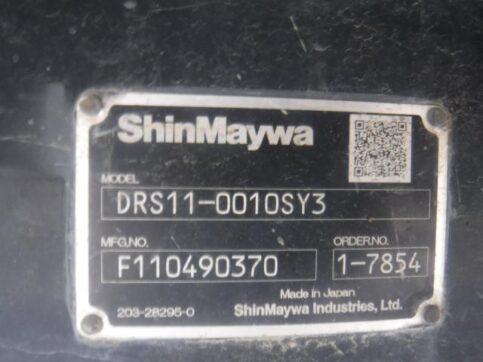 ShinMaywa
MODEL
DRS11-0010SY3
MFG.NO. ORDER.NO.
F110490370 1-7854
Made in Japan
203-28295-0 ShinMaywa Industries, Ltd.